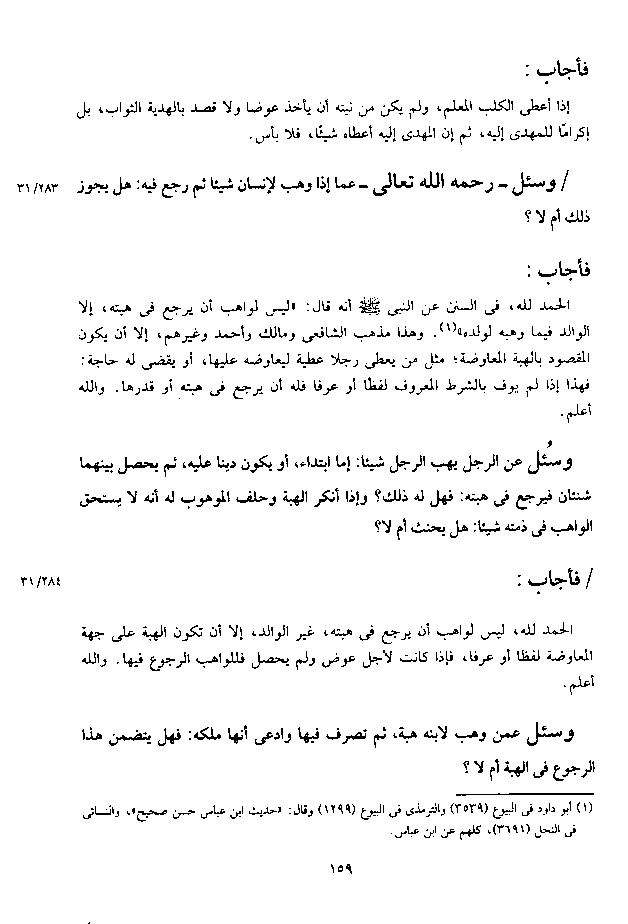 فأجاب :
إذا أعطى الكلب المعلم، ولم يكن من نيته أن يأخذ عوضا ولا قصد بالهدية الثواب، بل
إكرامًا للمهدى إليه، ثم إن المهدى إليه أعطاه شيئًا، فلا بأس.
/ وسئل ـ رحمه الله تعالى ـ عما إذا وهب لإنسان شيئا ثم رجع فيه: هل يجوز ٣١/٢٨٣
ذلك أم لا ؟
فأجاب :
الحمد لله، فى السنن عن النبى ﷺ أنه قال: «ليس لواهب أن يرجع فى هبته، إلا
الوالد فيما وهبه لولده»(١). وهذا مذهب الشافعى ومالك وأحمد وغيرهم، إلا أن يكون
المقصود بالهبة المعاوضة؛ مثل من يعطى رجلا عطية ليعاوضه عليها، أو يقضى له حاجة:
فهذا إذا لم يوف بالشرط المعروف لفظًا أو عرفا فله أن يرجع فى هبته أو قدرها. والله
أعلم.
وسُئل عن الرجل يهب الرجل شيئا: إما ابتداء، أو يكون دينا عليه، ثم يحصل بينهما
شنئان فيرجع فى هبته: فهل له ذلك؟ وإذا أنكر الهبة وحلف الموهوب له أنه لا يستحق
الواهب فى ذمته شيئا: هل يحنث أم لا؟
/ فأجاب : ٣١/٢٨٤
الحمد لله، ليس لواهب أن يرجع فى هبته، غير الوالد، إلا أن تكون الهبة على جهة
المعاوضة لفظا أو عرفا، فإذا كانت لأجل عوض ولم يحصل فللواهب الرجوع فيها. والله
أعلم.
وسئل عمن وهب لابنه هبة، ثم تصرف فيها وادعى أنها ملكه: فهل يتضمن هذا
الرجوع فى الهبة أم لا ؟
(١) أبو داود فى البيوع (٣٥٣٩) والترمذى فى البيوع (١٢٩٩) وقال: «حديث ابن عباس حسن صحيح»، والنسائى
فى النحل (٣٦٩١)، كلهم عن ابن عباس.
١٥٩